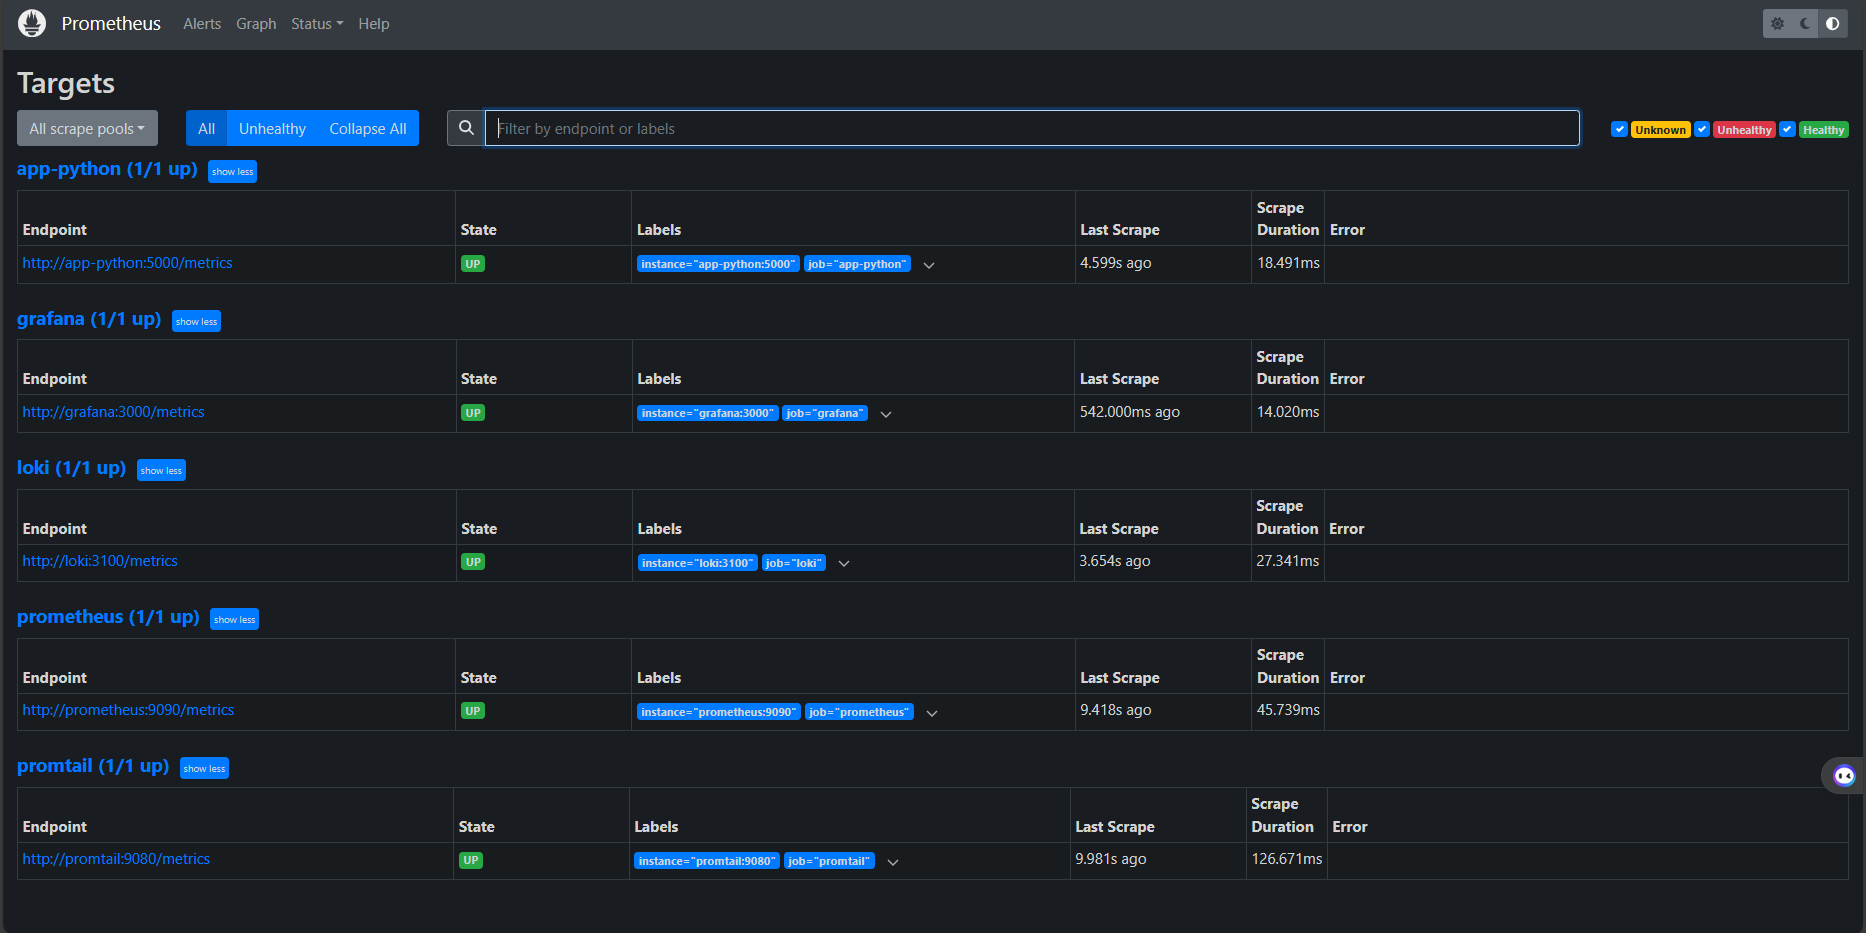 Prometheus Alerts Graph Status Help
Targets
All scrape pools All Unhealthy Collapse All Filter by endpoint or labels Unknown Unhealthy Healthy
app-python (1/1 up) show less
Endpoint State Labels Last Scrape Scrape Duration Error
http://app-python:5000/metrics UP instance="app-python:5000" job="app-python" 4.599s ago 18.491ms
grafana (1/1 up) show less
Endpoint State Labels Last Scrape Scrape Duration Error
http://grafana:3000/metrics UP instance="grafana:3000" job="grafana" 542.000ms ago 14.020ms
loki (1/1 up) show less
Endpoint State Labels Last Scrape Scrape Duration Error
http://loki:3100/metrics UP instance="loki:3100" job="loki" 3.654s ago 27.341ms
prometheus (1/1 up) show less
Endpoint State Labels Last Scrape Scrape Duration Error
http://prometheus:9090/metrics UP instance="prometheus:9090" job="prometheus" 9.418s ago 45.739ms
promtail (1/1 up) show less
Endpoint State Labels Last Scrape Scrape Duration Error
http://promtail:9080/metrics UP instance="promtail:9080" job="promtail" 9.981s ago 126.671ms